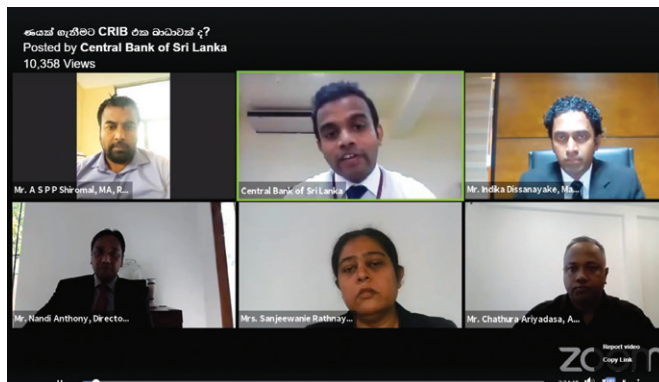 ණයක් ගැනීමට CRIB එක බාධාවක් ද?
Posted by Central Bank of Sri Lanka
10,358 Views
Mr. A S P P Shiromal, MA, R...
Central Bank of Sri Lanka
Mr. Indika Dissanayake, Ma...
Mr. Nandi Anthony, Directo...
Mrs. Sanjeewanie Rathnay...
Mr. Chathura Ariyadasa, A...
Report video
Copy Link
zoom